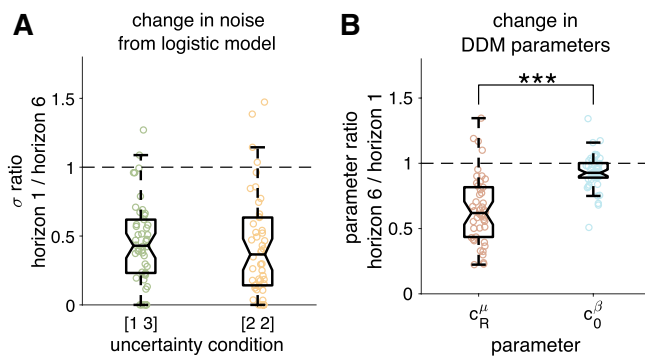 A
change in noise
from logistic model
σ ratio
horizon 1 / horizon 6
1.5
1
0.5
0
[1 3]
[2 2]
uncertainty condition
B
change in
DDM parameters
***
parameter ratio
horizon 6 / horizon 1
1.5
1
0.5
0
c_R^μ
c_0^β
parameter